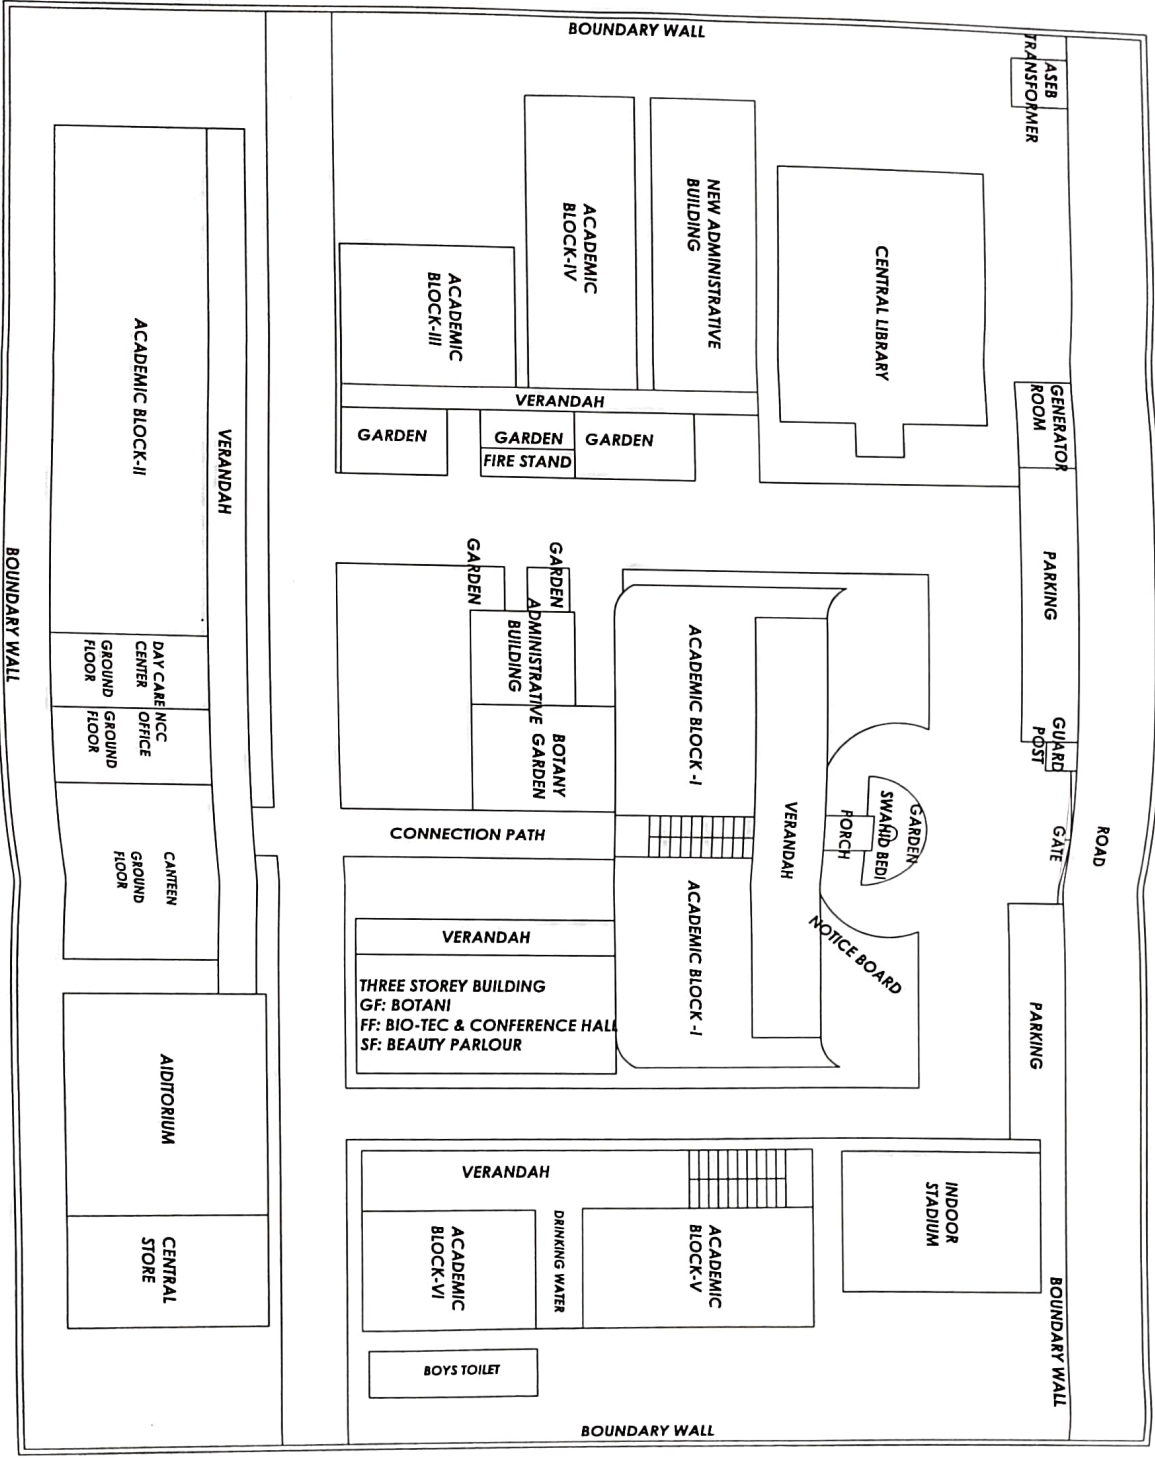 BOUNDARY WALL
ASEB
TRANSFORMER
NEW ADMINISTRATIVE
BUILDING
ACADEMIC
BLOCK-IV
CENTRAL LIBRARY
ACADEMIC
BLOCK-III
ACADEMIC BLOCK-II
VERANDAH
VERANDAH
GENERATOR
ROOM
GARDEN
GARDEN
GARDEN
FIRE STAND
PARKING
GARDEN
GARDEN
ADMINISTRATIVE
BUILDING
ACADEMIC BLOCK -I
BOUNDARY WALL
DAY CARE
CENTER
GROUND
FLOOR
NCC
OFFICE
GROUND
FLOOR
BOTANY
GARDEN
GUARD
POST
GATE
ROAD
GARDEN
SWAHID BEDI
PORCH
VERANDAH
CONNECTION PATH
CANTEEN
GROUND
FLOOR
ACADEMIC BLOCK -I
NOTICE BOARD
VERANDAH
THREE STOREY BUILDING
GF: BOTANI
FF: BIO-TEC & CONFERENCE HALL
SF: BEAUTY PARLOUR
PARKING
AIDITORIUM
VERANDAH
INDOOR
STADIUM
DRINKING WATER
ACADEMIC
BLOCK-V
ACADEMIC
BLOCK-VI
CENTRAL
STORE
BOUNDARY WALL
BOYS TOILET
BOUNDARY WALL